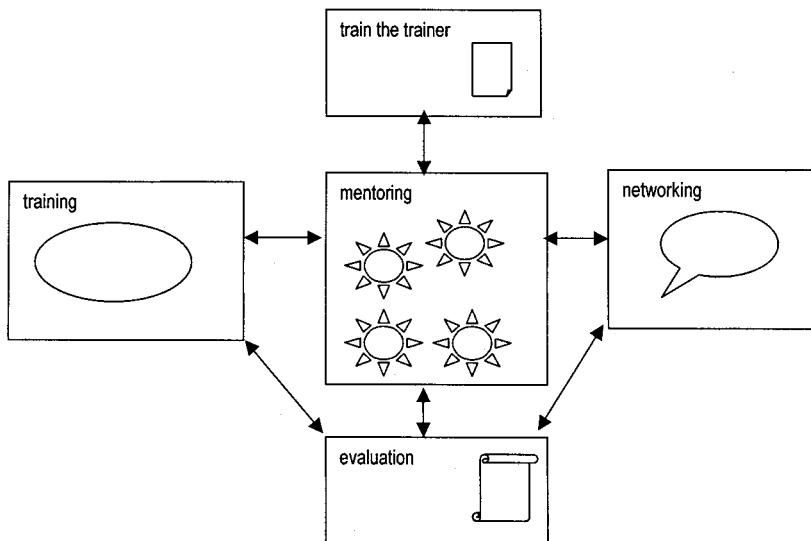 train the trainer
training
mentoring
networking
evaluation